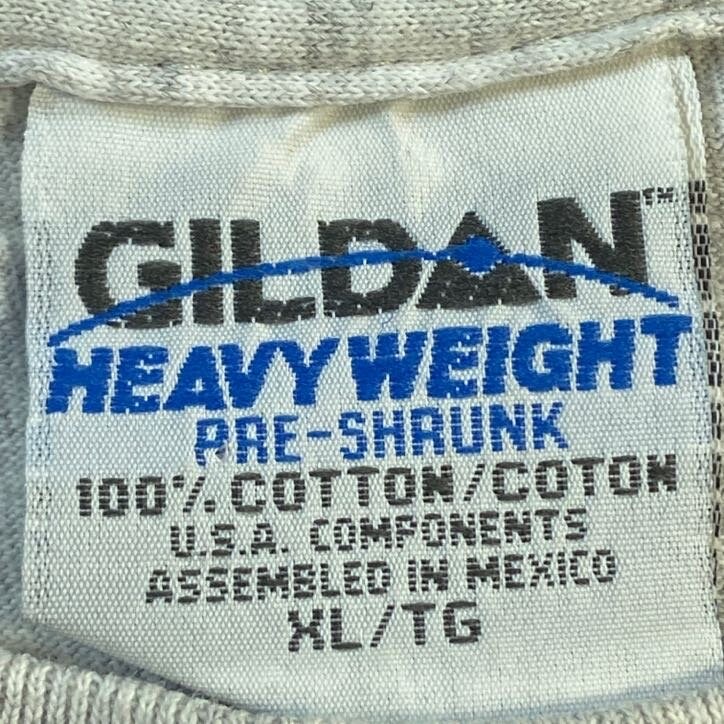 GILDAN™
HEAVYWEIGHT
PRE-SHRUNK
100% COTTON/COTON
U.S.A. COMPONENTS
ASSEMBLED IN MEXICO
XL/TG